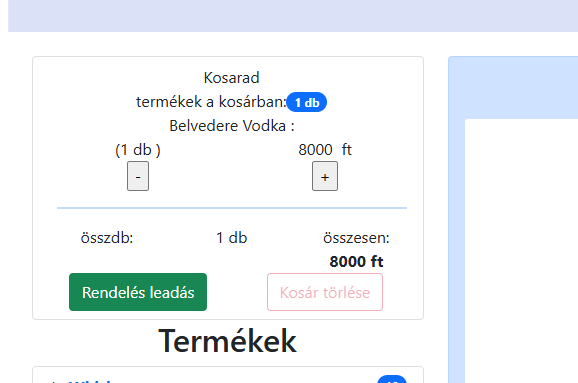 Kosarad
termékek a kosárban: 1 db
Belvedere Vodka :
(1 db ) 8000 ft
- +
összdb: 1 db összesen:
8000 ft
Rendelés leadás Kosár törlése
Termékek